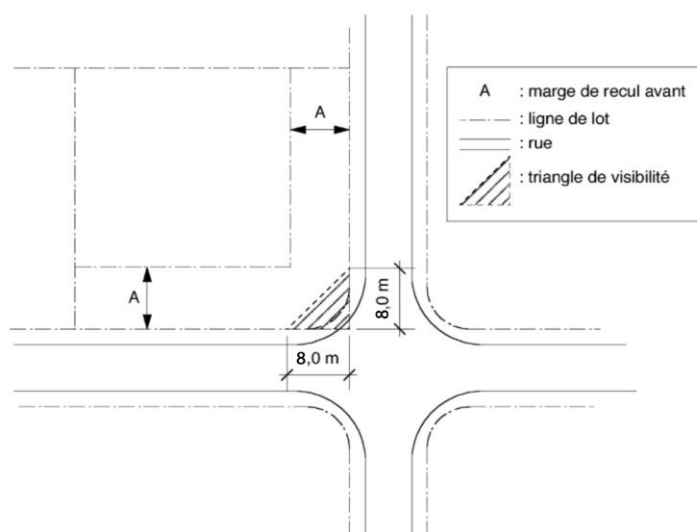 A
A : marge de recul avant
: ligne de lot
: rue
: triangle de visibilité
A
8,0 m
8,0 m